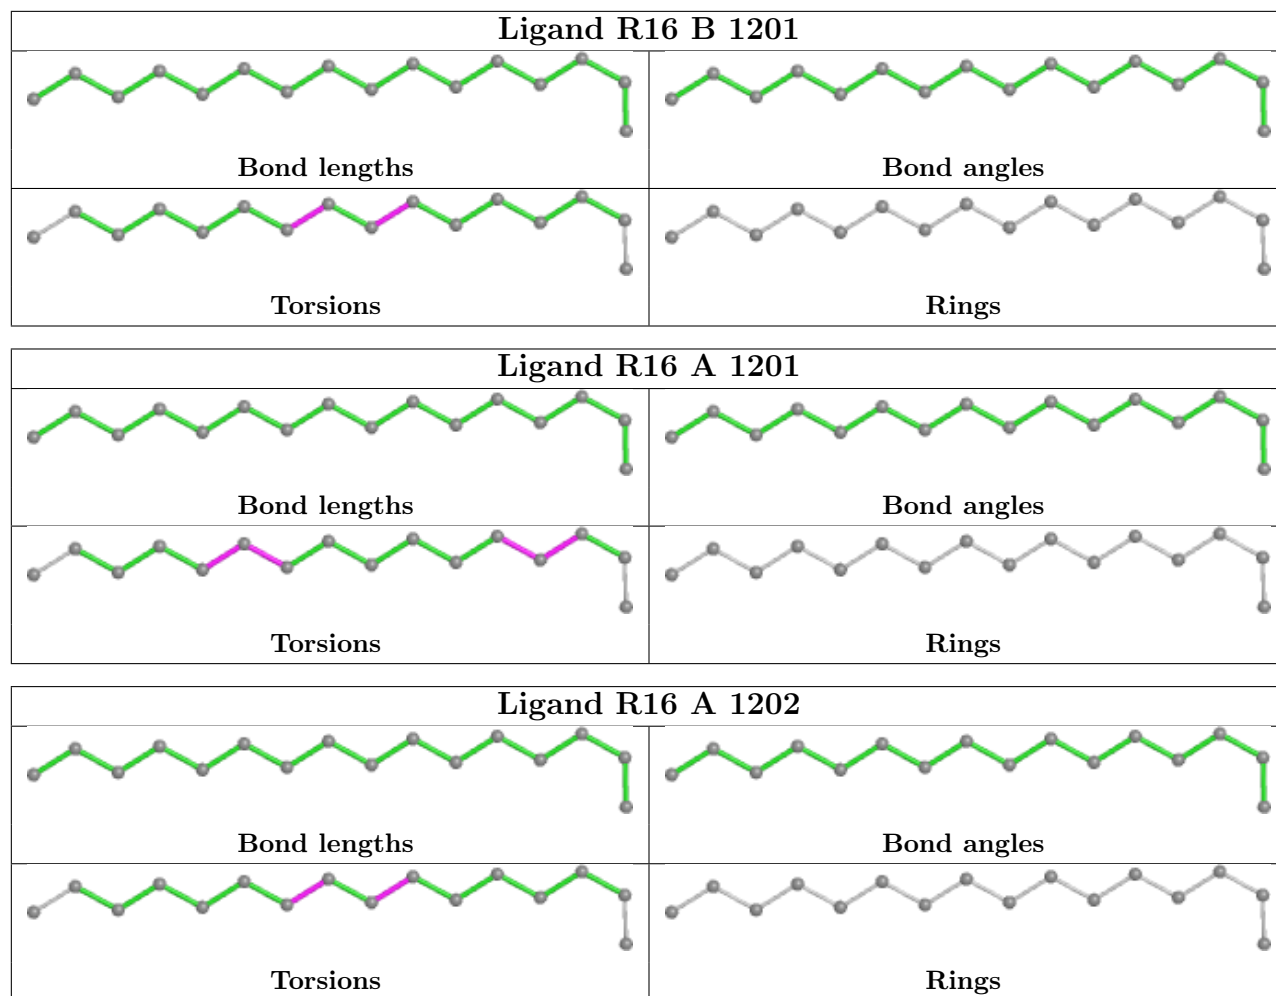 Ligand R16 B 1201
Bond lengths
Bond angles
Torsions
Rings
Ligand R16 A 1201
Bond lengths
Bond angles
Torsions
Rings
Ligand R16 A 1202
Bond lengths
Bond angles
Torsions
Rings